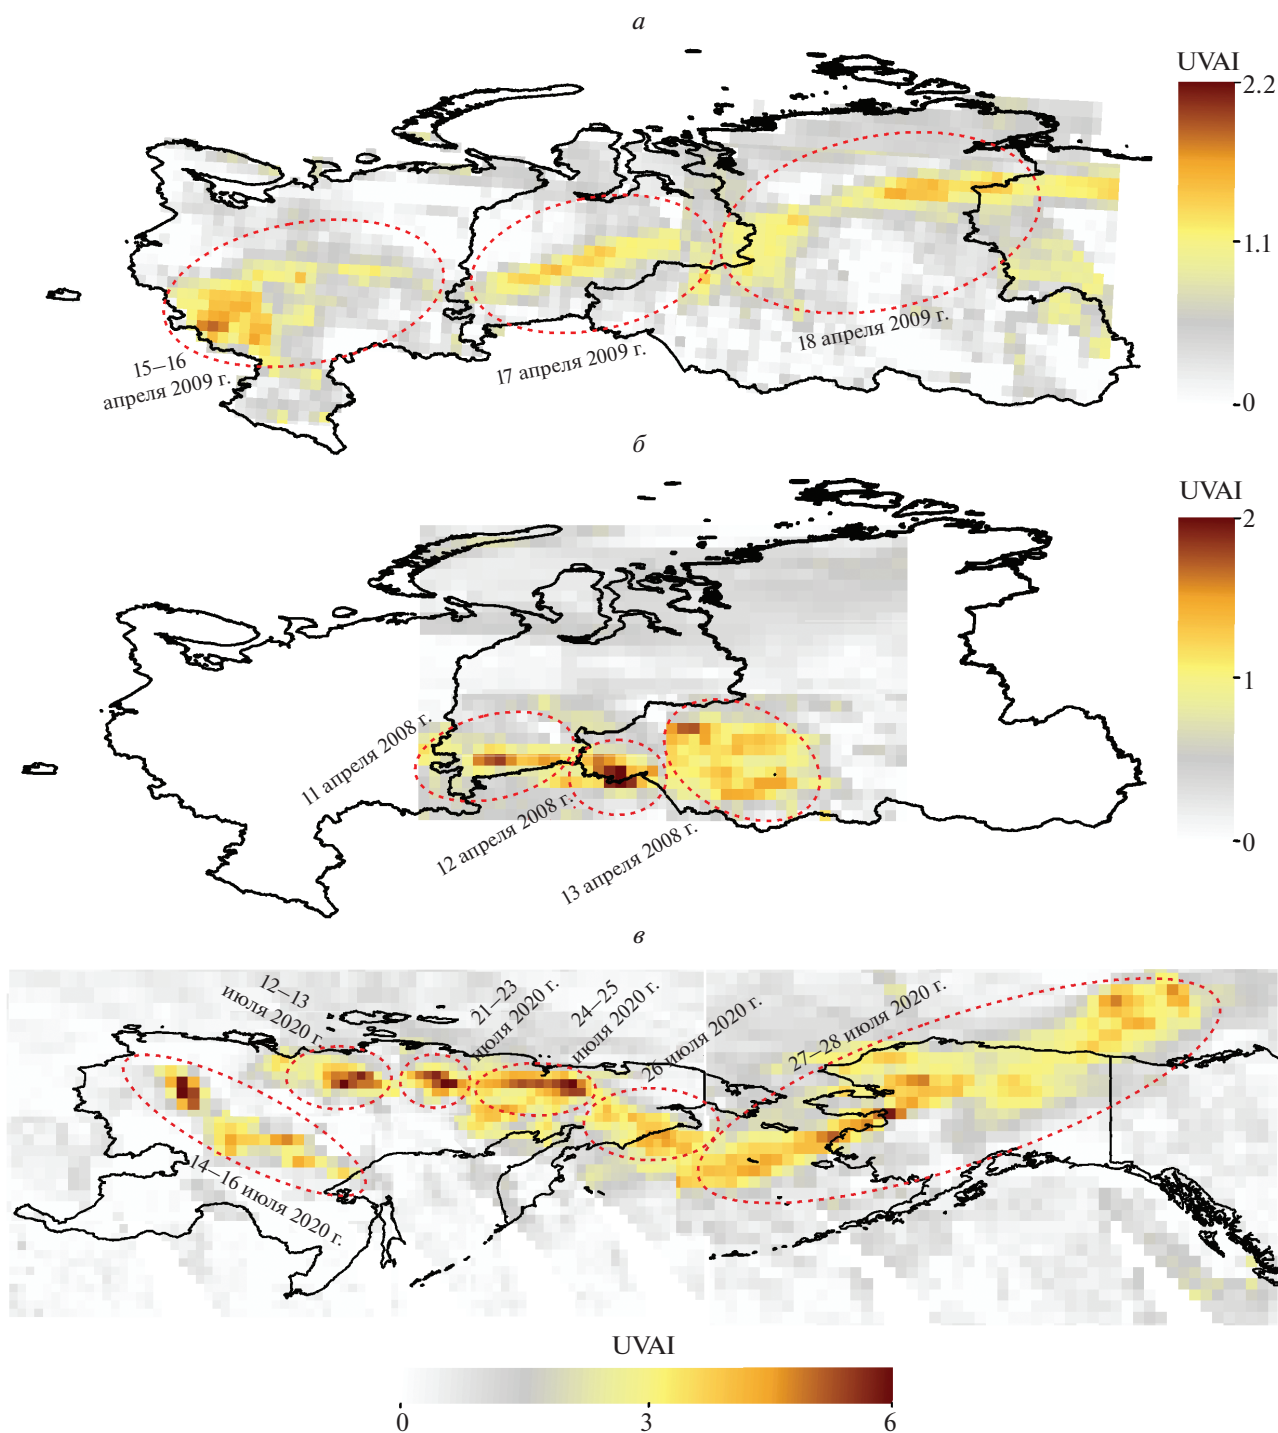 а
UVAI
2.2
1.1
0
15–16
апреля 2009 г.
17 апреля 2009 г.
18 апреля 2009 г.
б
UVAI
2
1
0
11 апреля 2008 г.
12 апреля 2008 г.
13 апреля 2008 г.
в
12–13
июля 2020 г.
21–23
июля 2020 г.
24–25
июля 2020 г.
26 июля 2020 г.
27–28 июля 2020 г.
14–16 июля 2020 г.
UVAI
0
3
6